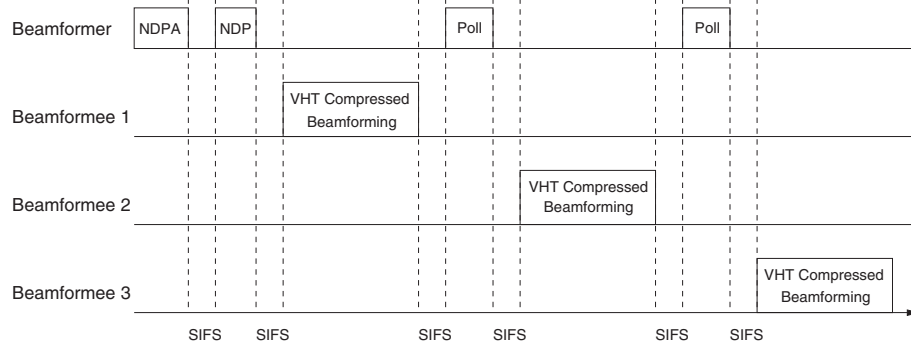 Beamformer NDPA NDP Poll Poll
Beamformee 1 VHT Compressed
Beamforming
Beamformee 2 VHT Compressed
Beamforming
Beamformee 3 VHT Compressed
Beamforming
SIFS SIFS SIFS SIFS SIFS SIFS